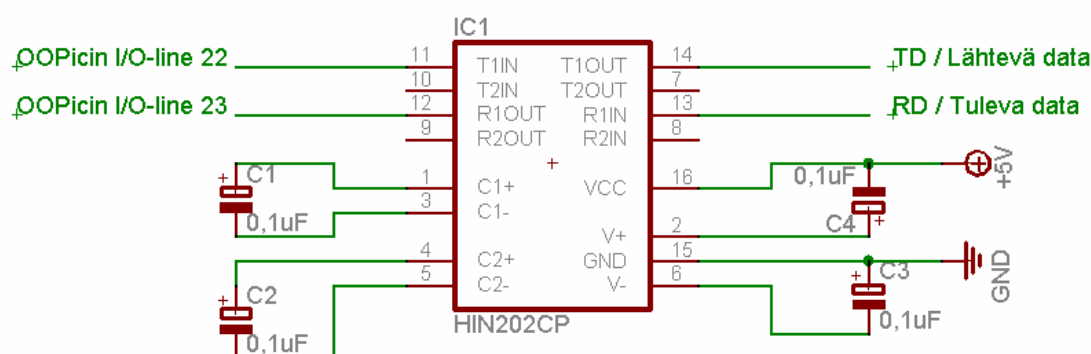 IC1
OOPicin I/O-line 22
11
T1IN
T1OUT
14
TD / Lähtevä data
10
T2IN
T2OUT
7
OOPicin I/O-line 23
12
R1OUT
R1IN
13
RD / Tuleva data
9
R2OUT
R2IN
8
C1
+
0,1uF
1
C1+
3
C1-
VCC
16
0,1uF
C4
+
+5V
V+
2
4
C2+
GND
15
GND
5
C2-
V-
6
C3
+
0,1uF
C2
+
0,1uF
HIN202CP